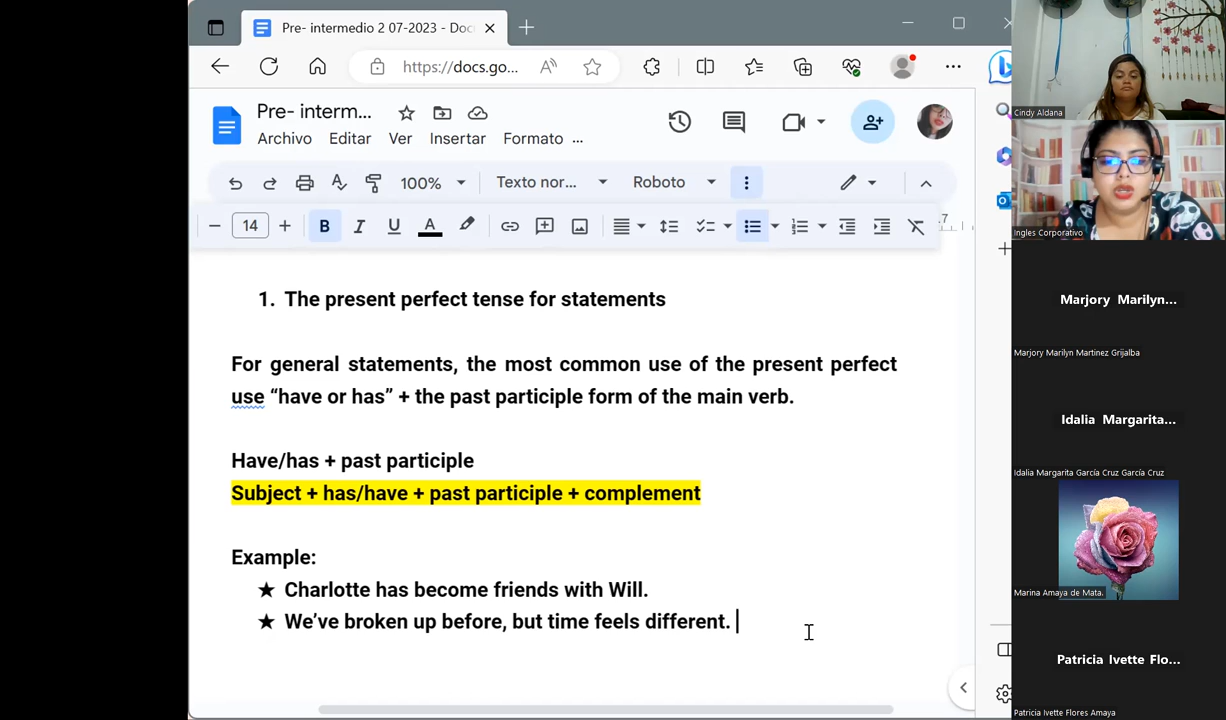 Pre- intermedio 2 07-2023 - Doc
https://docs.go...
Pre- interm...
Archivo Editar Ver Insertar Formato ...
100% Texto nor... Roboto
14 B I U A
17
1. The present perfect tense for statements
For general statements, the most common use of the present perfect
use “have or has” + the past participle form of the main verb.
Have/has + past participle
Subject + has/have + past participle + complement
Example:
★ Charlotte has become friends with Will.
★ We’ve broken up before, but time feels different.
Cindy Aldana
Ingles Corporativo
Marjory Marilyn...
Marjory Marilyn Martinez Grijalba
Idalia Margarita...
Idalia Margarita García Cruz García Cruz
Marina Amaya de Mata.
Patricia Ivette Flo...
Patricia Ivette Flores Amaya